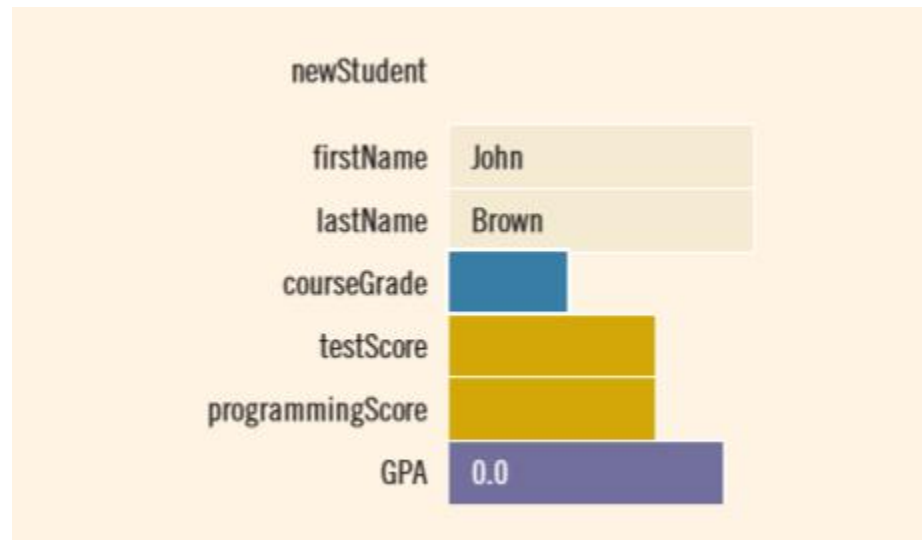 newStudent
firstName John
lastName Brown
courseGrade
testScore
programmingScore
GPA 0.0